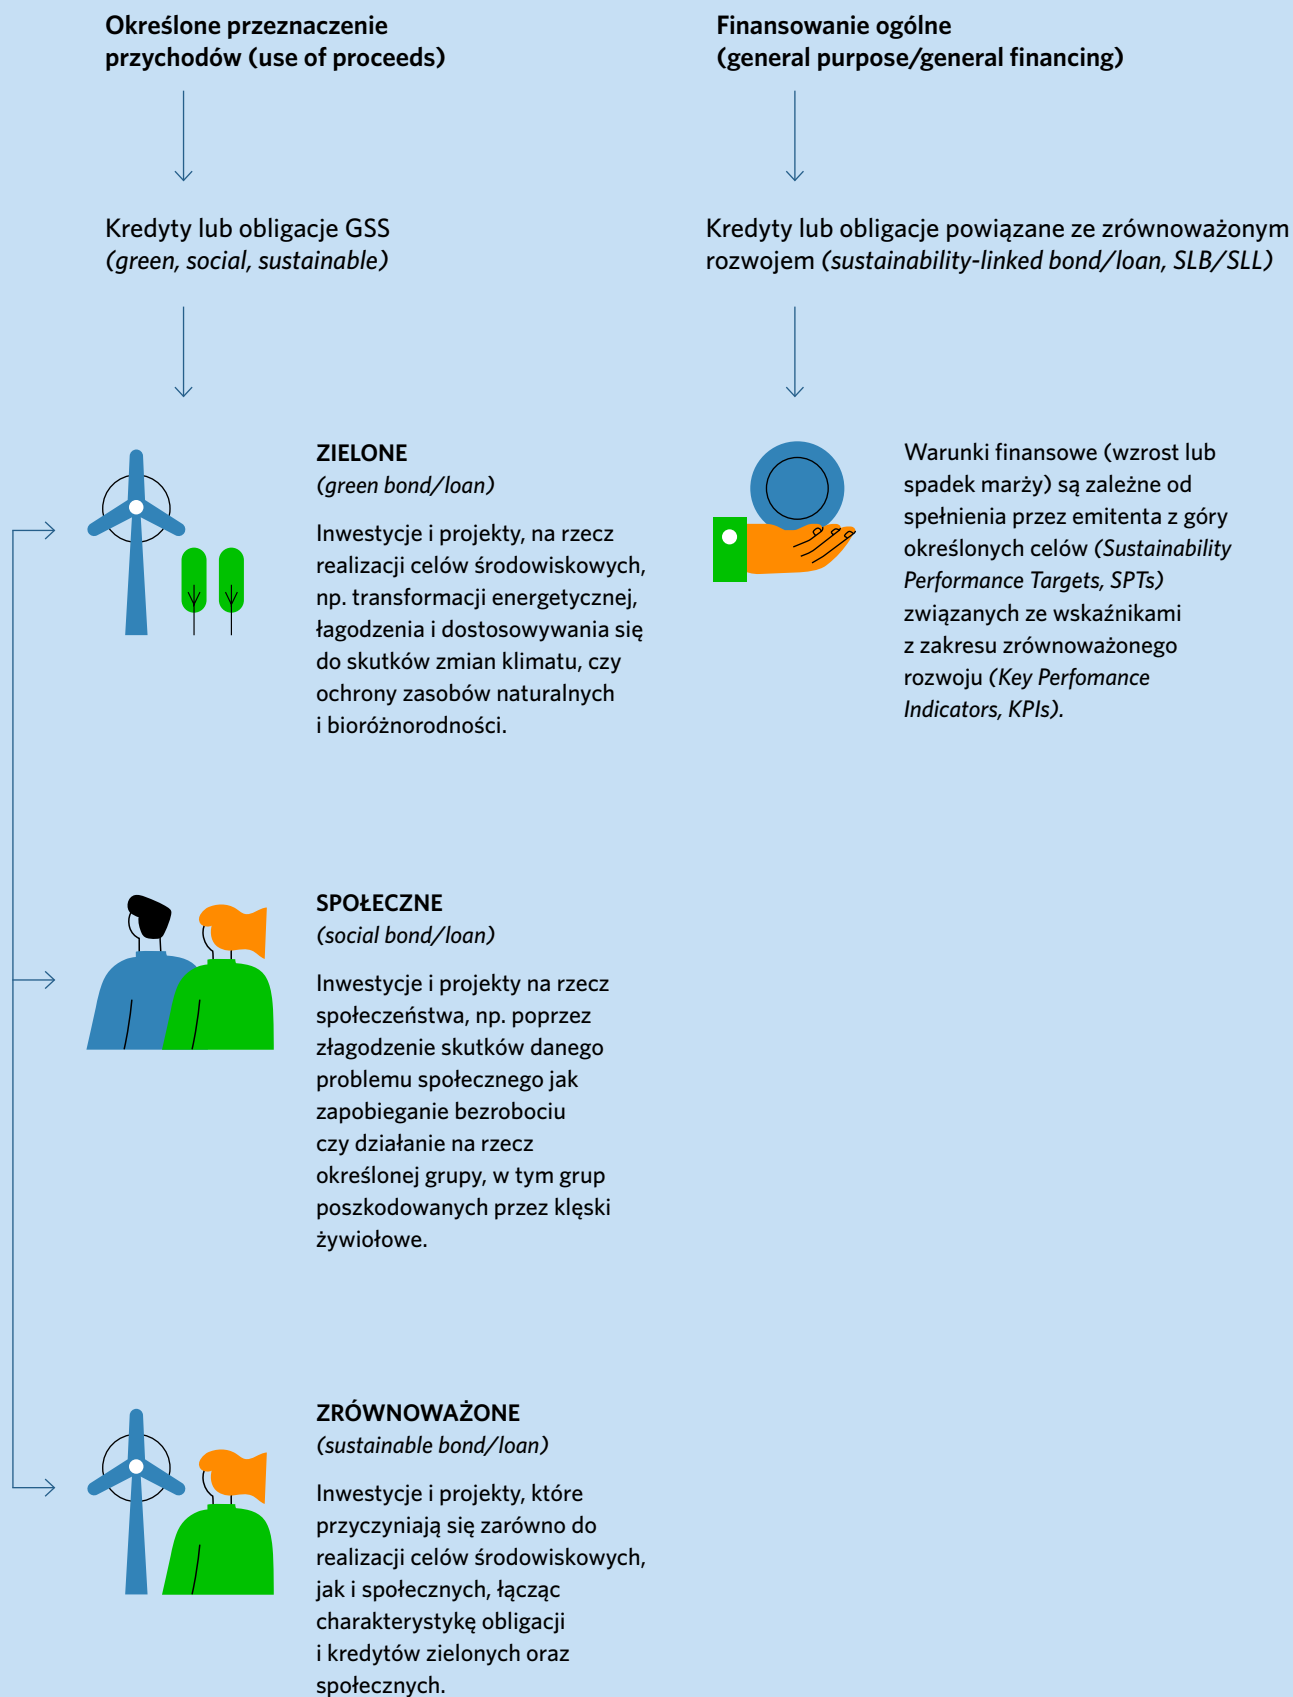 Określone przeznaczenie
przychodów (use of proceeds)
Kredyty lub obligacje GSS
(green, social, sustainable)
ZIELONE
(green bond/loan)
Inwestycje i projekty, na rzecz
realizacji celów środowiskowych,
np. transformacji energetycznej,
łagodzenia i dostosowywania się
do skutków zmian klimatu, czy
ochrony zasobów naturalnych
i bioróżnorodności.
SPOŁECZNE
(social bond/loan)
Inwestycje i projekty na rzecz
społeczeństwa, np. poprzez
złagodzenie skutków danego
problemu społecznego jak
zapobieganie bezrobociu
czy działanie na rzecz
określonej grupy, w tym grup
poszkodowanych przez klęski
żywiołowe.
ZRÓWNOWAŻONE
(sustainable bond/loan)
Inwestycje i projekty, które
przyczyniają się zarówno do
realizacji celów środowiskowych,
jak i społecznych, łącząc
charakterystykę obligacji
i kredytów zielonych oraz
społecznych.
Finansowanie ogólne
(general purpose/general financing)
Kredyty lub obligacje powiązane ze zrównoważonym
rozwojem (sustainability-linked bond/loan, SLB/SLL)
Warunki finansowe (wzrost lub
spadek marży) są zależne od
spełnienia przez emitenta z góry
określonych celów (Sustainability
Performance Targets, SPTs)
związanych ze wskaźnikami
z zakresu zrównoważonego
rozwoju (Key Perfomance
Indicators, KPIs).